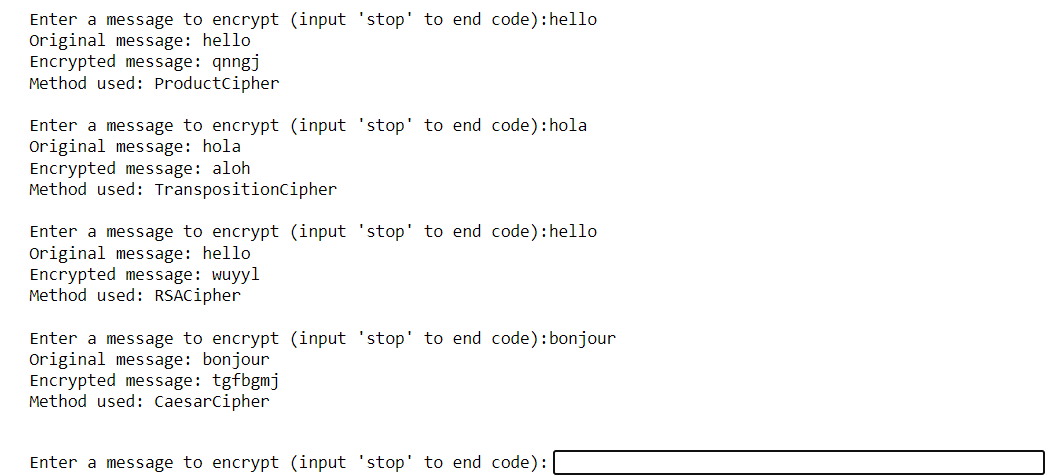 Enter a message to encrypt (input 'stop' to end code):hello
Original message: hello
Encrypted message: qnngj
Method used: ProductCipher
Enter a message to encrypt (input 'stop' to end code):hola
Original message: hola
Encrypted message: aloh
Method used: TranspositionCipher
Enter a message to encrypt (input 'stop' to end code):hello
Original message: hello
Encrypted message: wuyyl
Method used: RSACipher
Enter a message to encrypt (input 'stop' to end code):bonjour
Original message: bonjour
Encrypted message: tgfbgmj
Method used: CaesarCipher
Enter a message to encrypt (input 'stop' to end code):